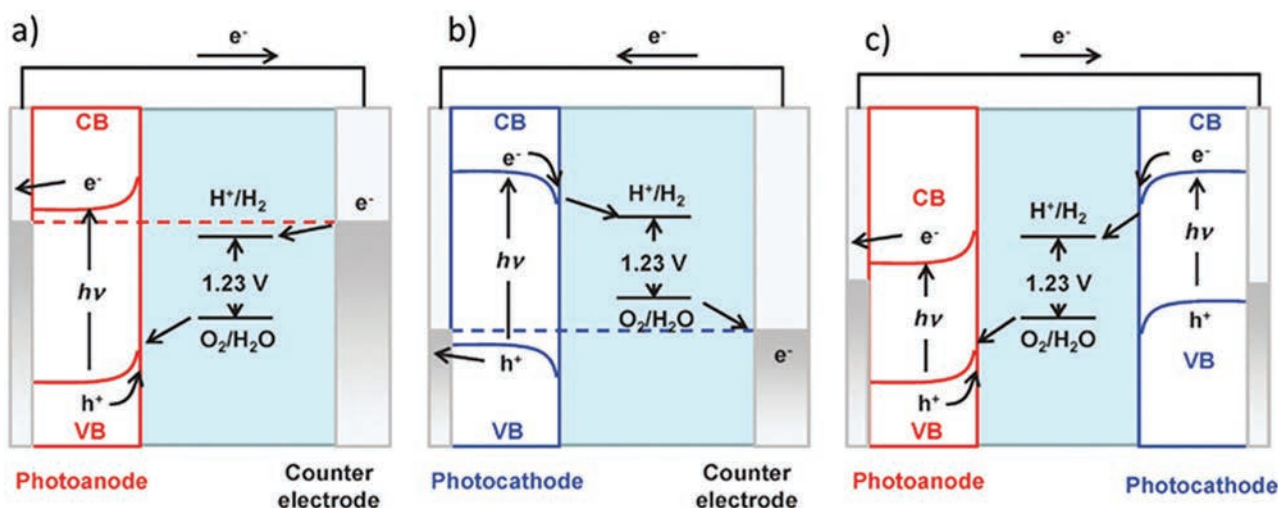 a)
e⁻
CB
e⁻
H⁺/H₂
e⁻
hν
1.23 V
O₂/H₂O
h⁺
VB
Photoanode
Counter
electrode
b)
e⁻
CB
e⁻
H⁺/H₂
hν
1.23 V
O₂/H₂O
h⁺
e⁻
VB
Photocathode
Counter
electrode
c)
e⁻
CB
e⁻
CB
H⁺/H₂
e⁻
hν
1.23 V
hν
O₂/H₂O
h⁺
h⁺
VB
VB
Photoanode
Photocathode